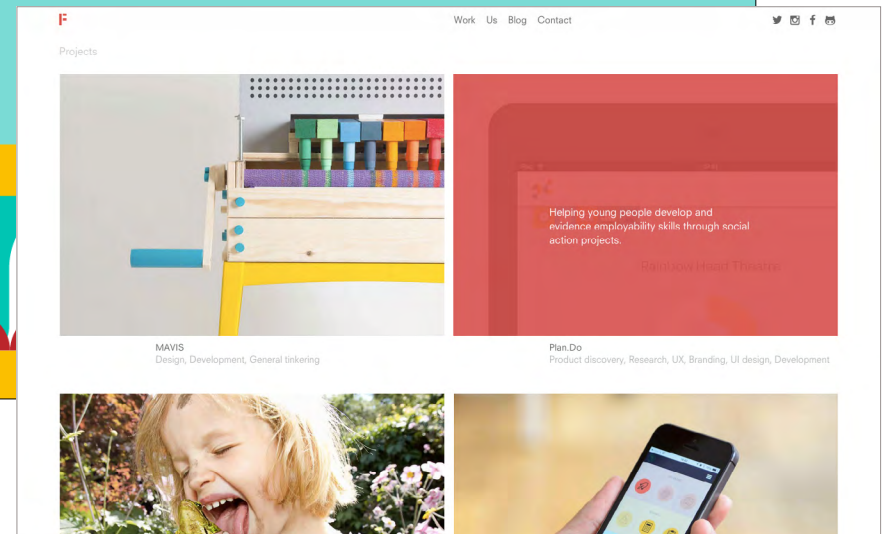 F
Work Us Blog Contact
Projects
Helping young people develop and
evidence employability skills through social
action projects.
Rainbow Head Theatre
MAVIS
Design, Development, General tinkering
Plan.Do
Product discovery, Research, UX, Branding, UI design, Development